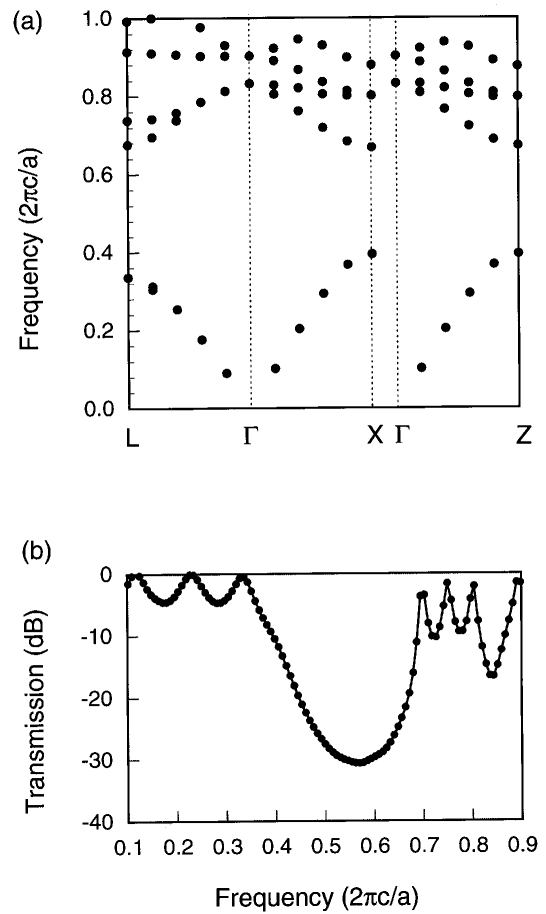 (a)
Frequency (2πc/a)
1.0
0.8
0.6
0.4
0.2
0.0
L Γ X Γ Z
(b)
Transmission (dB)
0
-10
-20
-30
-40
0.1 0.2 0.3 0.4 0.5 0.6 0.7 0.8 0.9
Frequency (2πc/a)